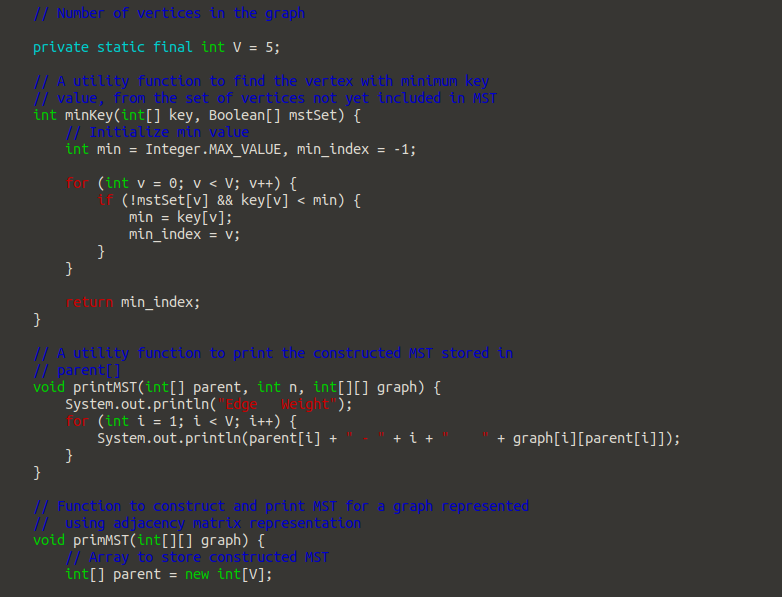 // Number of vertices in the graph
private static final int V = 5;
// A utility function to find the vertex with minimum key
// value, from the set of vertices not yet included in MST
int minKey(int[] key, Boolean[] mstSet) {
// Initialize min value
int min = Integer.MAX_VALUE, min_index = -1;
for (int v = 0; v < V; v++) {
if (!mstSet[v] && key[v] < min) {
min = key[v];
min_index = v;
}
}
return min_index;
}
// A utility function to print the constructed MST stored in
// parent[]
void printMST(int[] parent, int n, int[][] graph) {
System.out.println("Edge   Weight");
for (int i = 1; i < V; i++) {
System.out.println(parent[i] + " - " + i + "    " + graph[i][parent[i]]);
}
}
// Function to construct and print MST for a graph represented
//  using adjacency matrix representation
void primMST(int[][] graph) {
// Array to store constructed MST
int[] parent = new int[V];